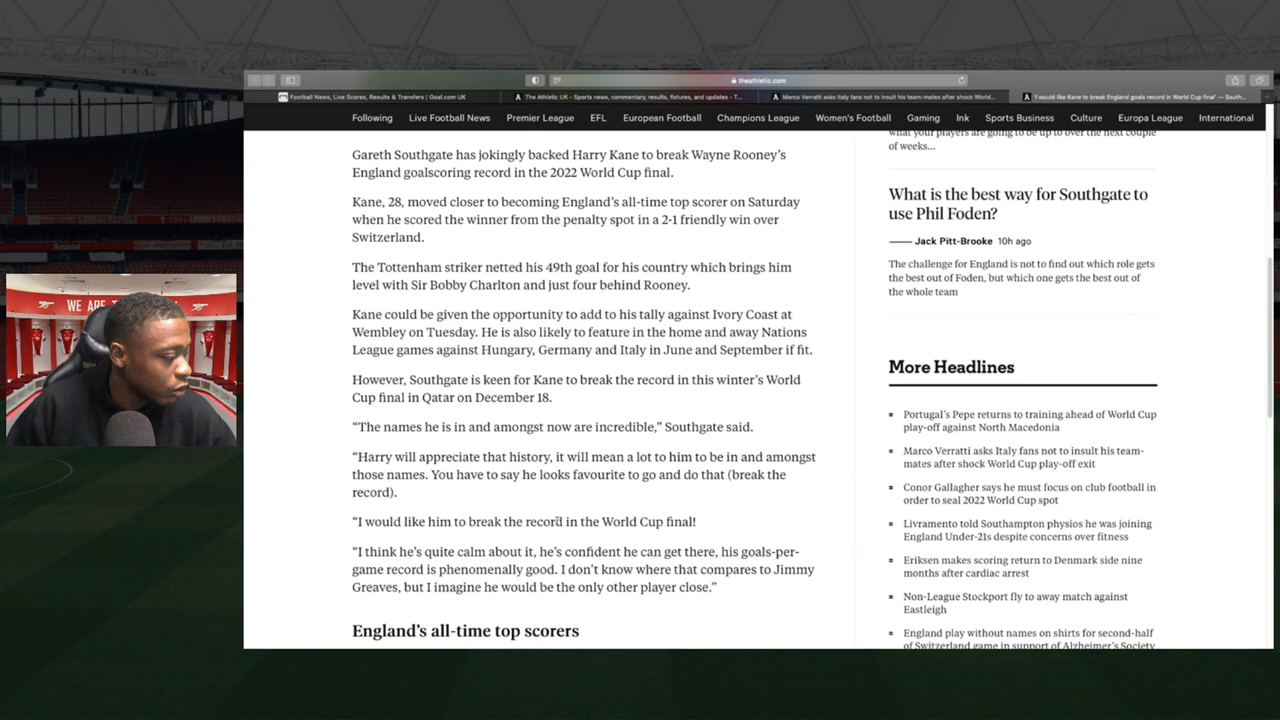 theathletic.com
Football News, Live Scores, Results & Transfers | Goal.com UK
The Athletic UK - Sports news, commentary, results, fixtures, and updates - T...
Marco Verratti asks Italy fans not to insult his team-mates after shock World...
'I would like Kane to break England goals record in World Cup final' — South...
Following Live Football News Premier League EFL European Football Champions League Women's Football Gaming Ink Sports Business Culture Europa League International
Gareth Southgate has jokingly backed Harry Kane to break Wayne Rooney's
England goalscoring record in the 2022 World Cup final.
Kane, 28, moved closer to becoming England's all-time top scorer on Saturday
when he scored the winner from the penalty spot in a 2-1 friendly win over
Switzerland.
The Tottenham striker netted his 49th goal for his country which brings him
level with Sir Bobby Charlton and just four behind Rooney.
Kane could be given the opportunity to add to his tally against Ivory Coast at
Wembley on Tuesday. He is also likely to feature in the home and away Nations
League games against Hungary, Germany and Italy in June and September if fit.
However, Southgate is keen for Kane to break the record in this winter's World
Cup final in Qatar on December 18.
“The names he is in and amongst now are incredible,” Southgate said.
“Harry will appreciate that history, it will mean a lot to him to be in and amongst
those names. You have to say he looks favourite to go and do that (break the
record).
“I would like him to break the record in the World Cup final!
“I think he's quite calm about it, he's confident he can get there, his goals-per-
game record is phenomenally good. I don't know where that compares to Jimmy
Greaves, but I imagine he would be the only other player close.”
England's all-time top scorers
what your players are going to be up to over the next couple
of weeks...
What is the best way for Southgate to
use Phil Foden?
Jack Pitt-Brooke 10h ago
The challenge for England is not to find out which role gets
the best out of Foden, but which one gets the best out of
the whole team
More Headlines
Portugal's Pepe returns to training ahead of World Cup
play-off against North Macedonia
Marco Verratti asks Italy fans not to insult his team-
mates after shock World Cup play-off exit
Conor Gallagher says he must focus on club football in
order to seal 2022 World Cup spot
Livramento told Southampton physios he was joining
England Under-21s despite concerns over fitness
Eriksen makes scoring return to Denmark side nine
months after cardiac arrest
Non-League Stockport fly to away match against
Eastleigh
England play without names on shirts for second-half
of Switzerland game in support of Alzheimer's Society
WE ARE T